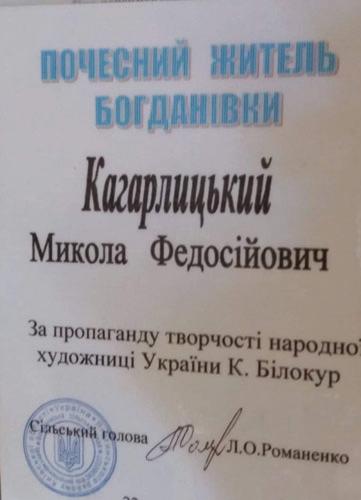 ПОЧЕСНИЙ ЖИТЕЛЬ
БОГДАНІВКИ
Кагарлицький
Микола Федосійович
За пропаганду творчості народної
художниці України К. Білокур
Сільський голова Л.О.Романенко